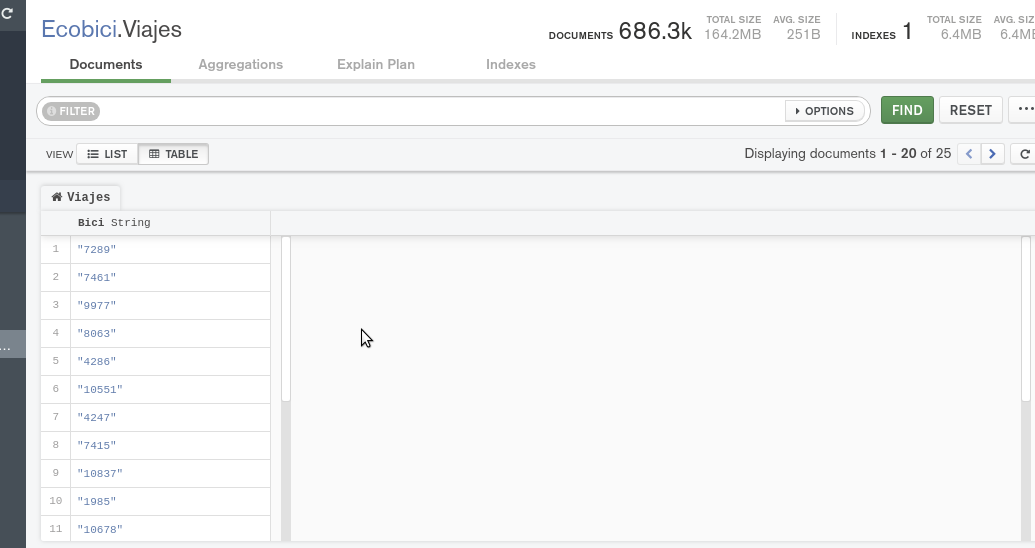 Ecobici.Viajes
DOCUMENTS 686.3k TOTAL SIZE 164.2MB AVG. SIZE 251B INDEXES 1 TOTAL SIZE 6.4MB AVG. SIZ 6.4ME
Documents Aggregations Explain Plan Indexes
FILTER OPTIONS FIND RESET ...
VIEW LIST TABLE Displaying documents 1 - 20 of 25
Viajes
Bici String
1 "7289"
2 "7461"
3 "9977"
4 "8063"
...
5 "4286"
6 "10551"
7 "4247"
8 "7415"
9 "10837"
10 "1985"
11 "10678"